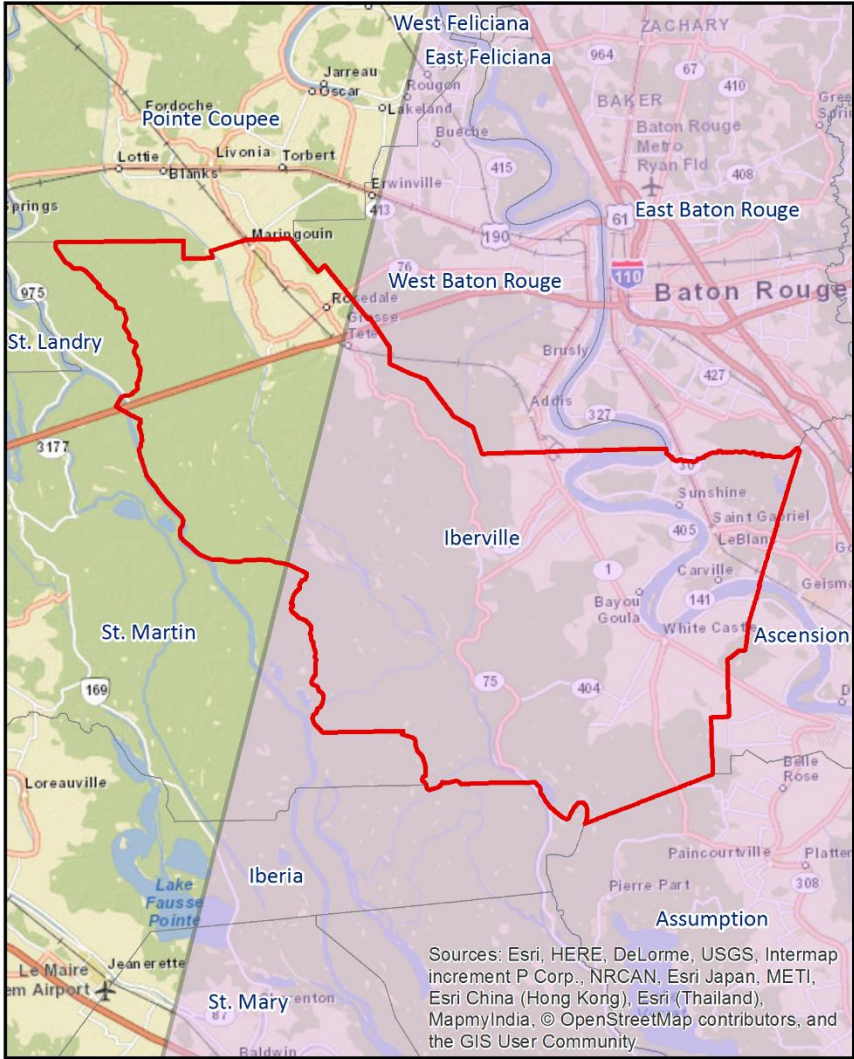 West Feliciana
ZACHARY
East Feliciana
964
67
Jarreau
Oscar
Rougon
410
Fordoche
Lakeland
BAKER
Pointe Coupee
Bueche
Baton Rouge
Metro
Ryan Fld
Lottie
Livonia
Torbert
Blanks
415
408
Erwinville
Springs
413
61
East Baton Rouge
190
Maringouin
76
West Baton Rouge
110
975
Rosedale
Baton Rouge
Grosse
Tete
St. Landry
Brusly
427
Addis
327
3177
30
Sunshine
Saint Gabriel
405
LeBlanc
Iberville
1
Carville
Geisma
Bayou
Goula
141
St. Martin
White Castle
Ascension
169
75
404
Loreauville
Belle
Rose
Paincourtville
Platten
Iberia
308
Pierre Part
Lake
Fausse
Pointe
Assumption
Le Maire
em Airport
Jeanerette
St. Mary
87
Baldwin
Sources: Esri, HERE, DeLorme, USGS, Intermap
increment P Corp., NRCAN, Esri Japan, METI,
Esri China (Hong Kong), Esri (Thailand),
MapmyIndia, © OpenStreetMap contributors, and
the GIS User Community